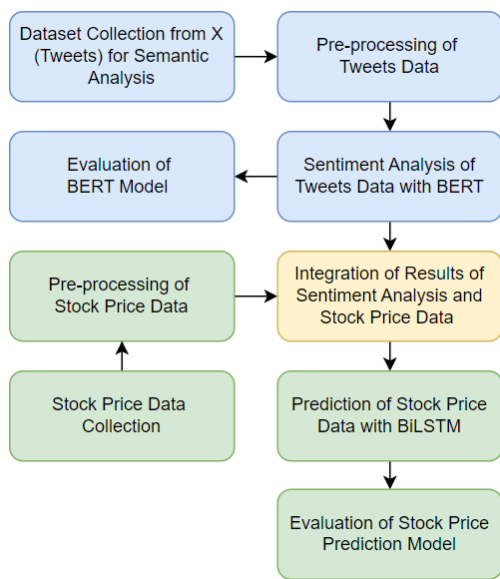 Dataset Collection from X
(Tweets) for Semantic
Analysis
Pre-processing of
Tweets Data
Evaluation of
BERT Model
Sentiment Analysis of
Tweets Data with BERT
Pre-processing of
Stock Price Data
Integration of Results of
Sentiment Analysis and
Stock Price Data
Stock Price Data
Collection
Prediction of Stock Price
Data with BiLSTM
Evaluation of Stock Price
Prediction Model